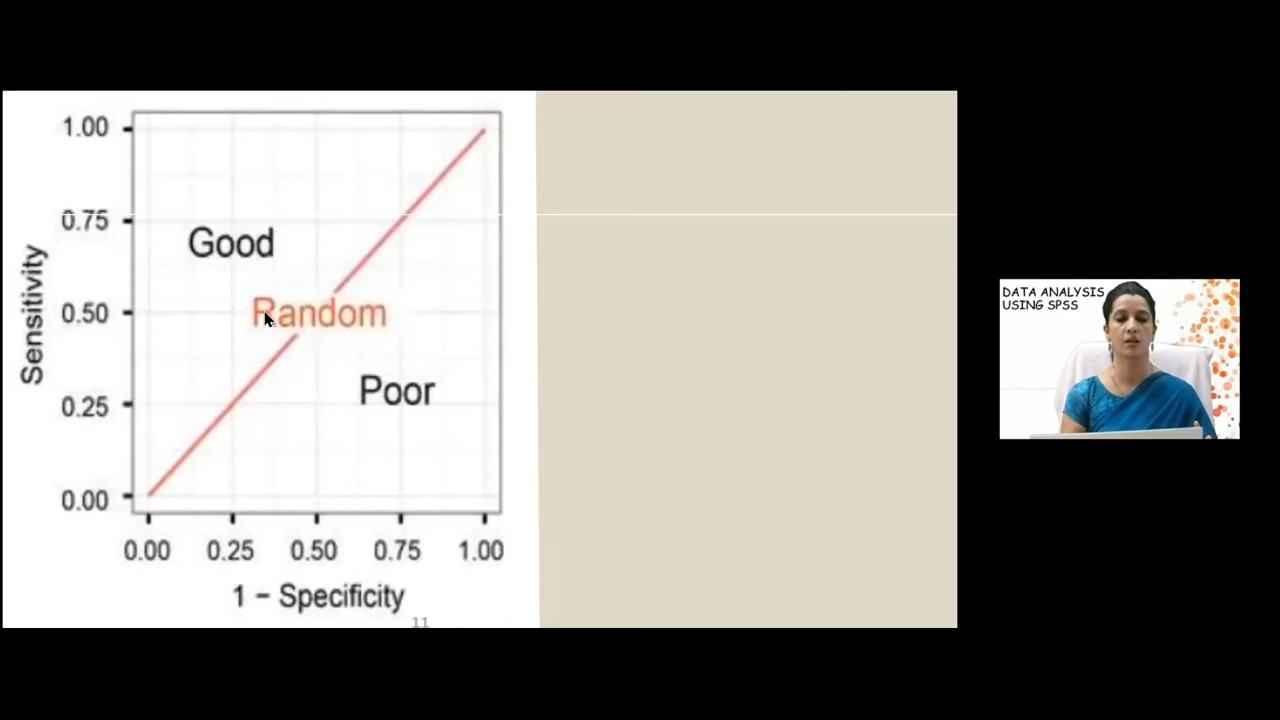 1.00
0.75
0.50
0.25
0.00
Sensitivity
Good
Random
Poor
0.00 0.25 0.50 0.75 1.00
1 − Specificity
11
DATA ANALYSIS
USING SPSS